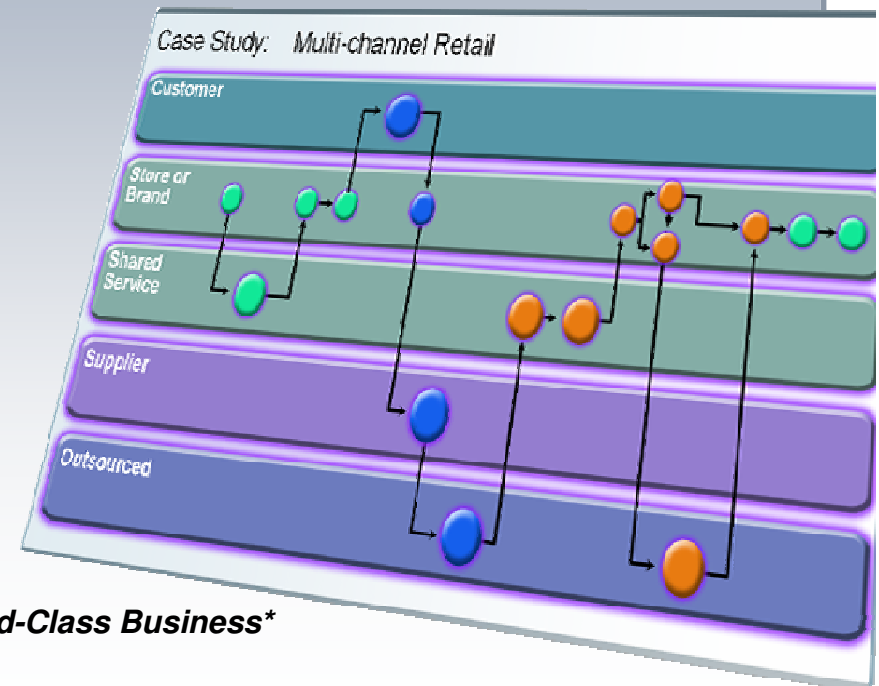 Case Study: Multi-channel Retail
Customer
Store or
Brand
Shared
Service
Supplier
Outsourced
d-Class Business*